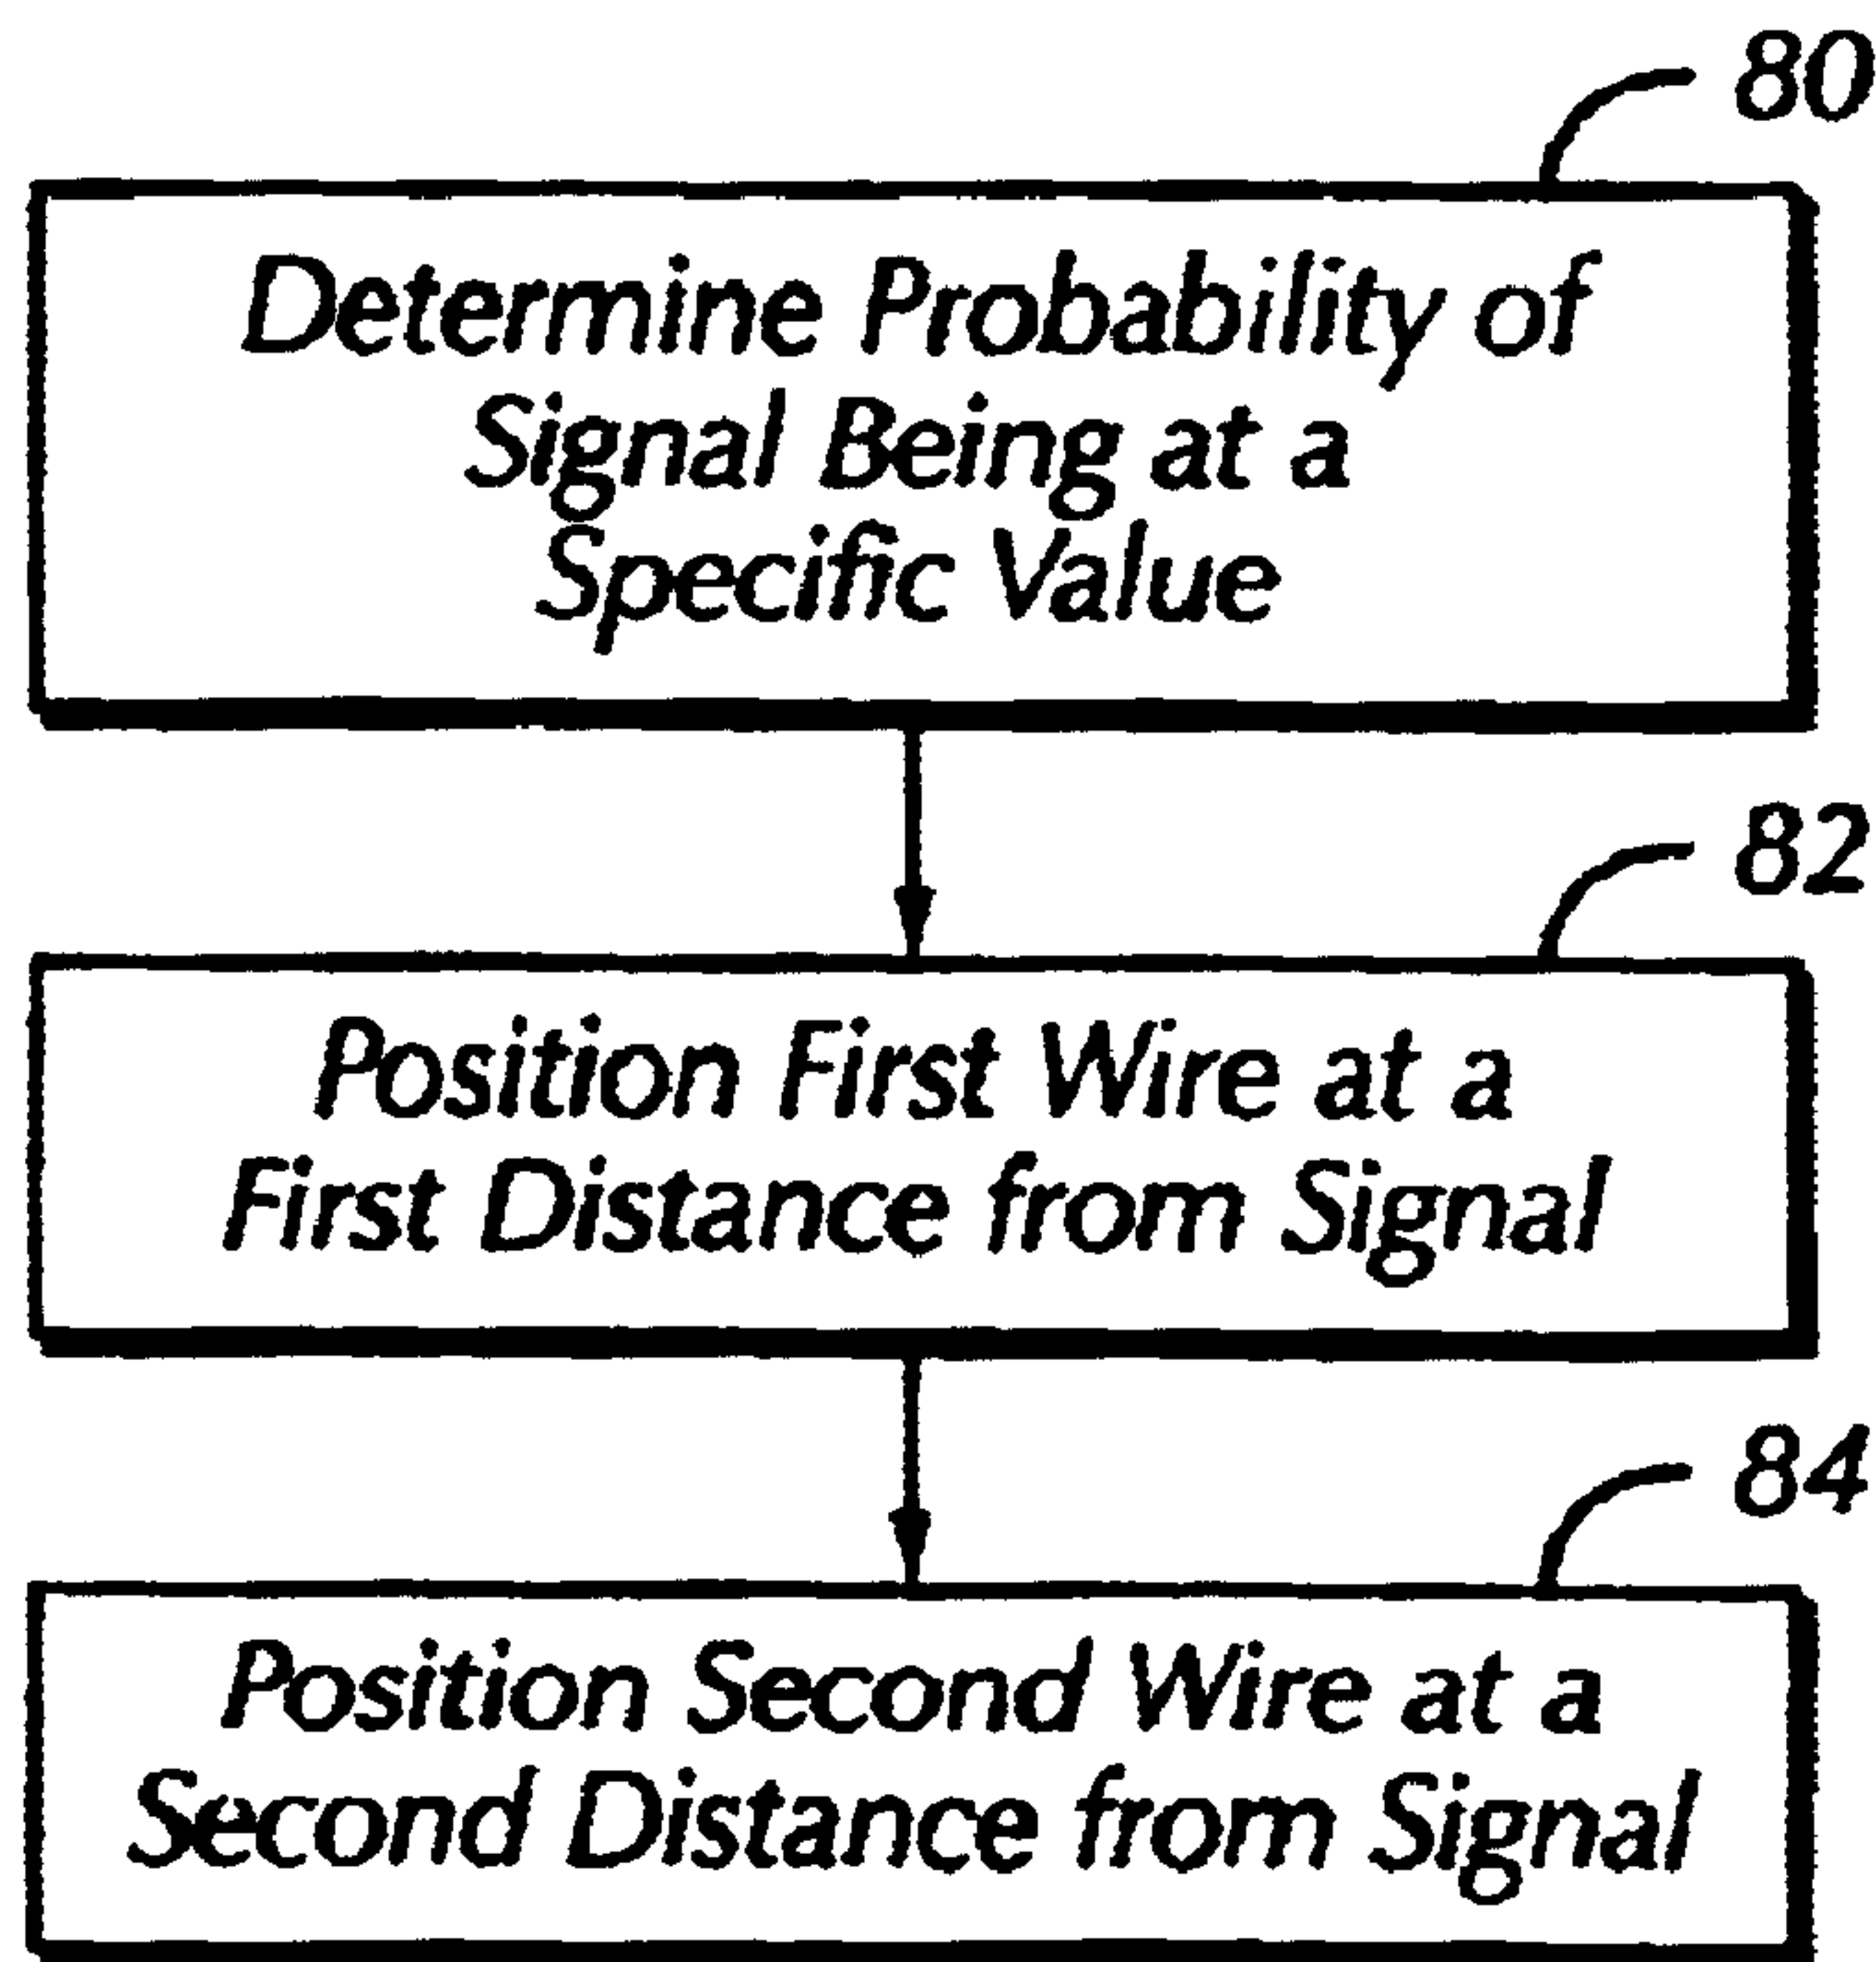 80
Determine Probability of
Signal Being at a
Specific Value
82
Position First Wire at a
First Distance from Signal
84
Position Second Wire at a
Second Distance from Signal